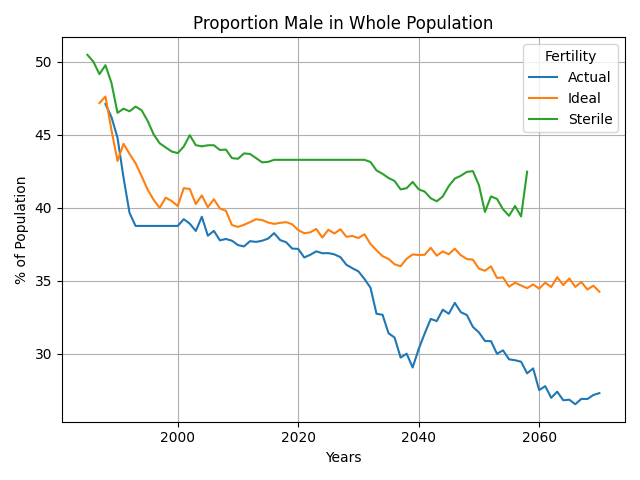 Proportion Male in Whole Population
Fertility
Actual
Ideal
Sterile
% of Population
50
45
40
35
30
2000
2020
2040
2060
Years